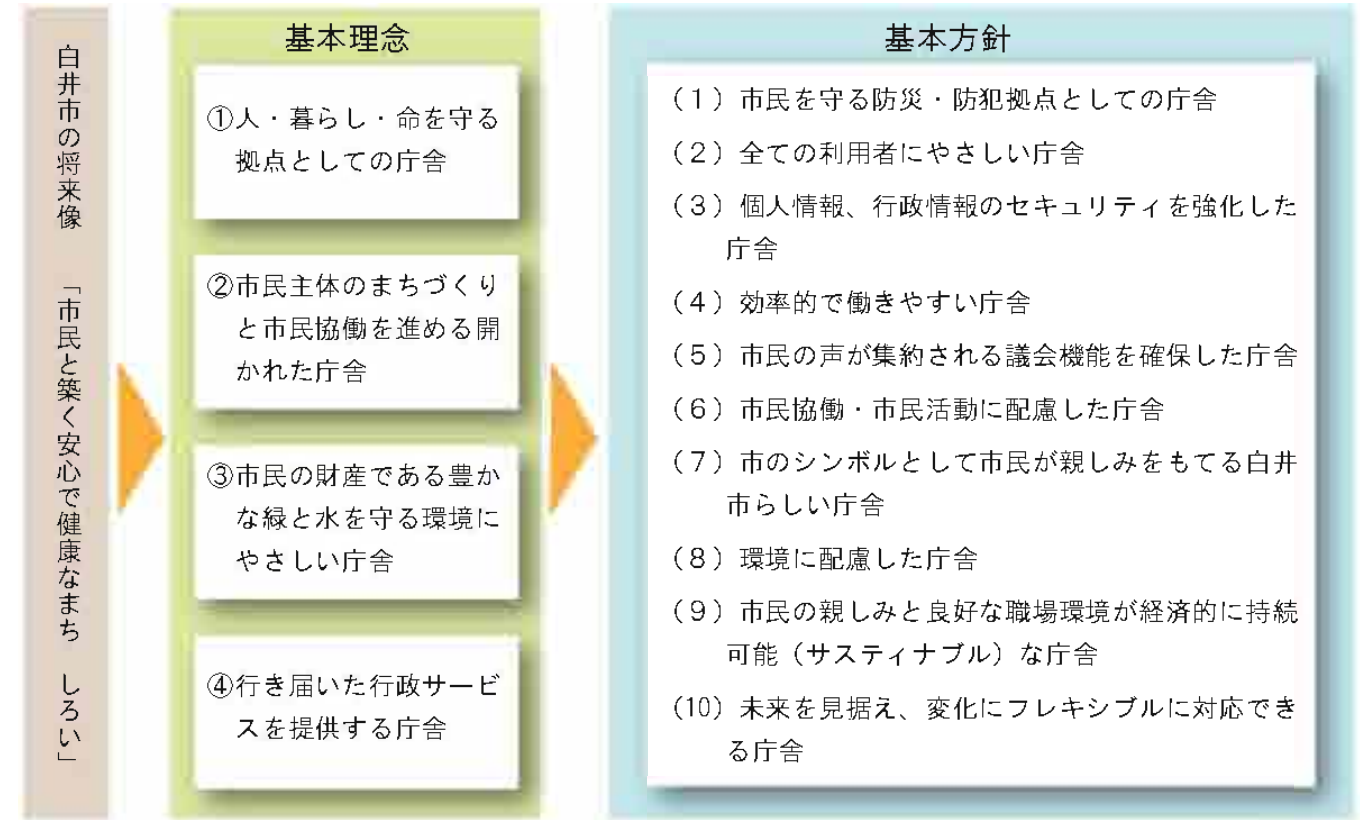 白井市の将来像 「市民と築く安心で健康なまち しろい」
基本理念
①人・暮らし・命を守る
拠点としての庁舎
②市民主体のまちづくり
と市民協働を進める開
かれた庁舎
③市民の財産である豊か
な緑と水を守る環境に
やさしい庁舎
④行き届いた行政サービ
スを提供する庁舎
基本方針
(1)市民を守る防災・防犯拠点としての庁舎
(2)全ての利用者にやさしい庁舎
(3)個人情報、行政情報のセキュリティを強化した
庁舎
(4)効率的で働きやすい庁舎
(5)市民の声が集約される議会機能を確保した庁舎
(6)市民協働・市民活動に配慮した庁舎
(7)市のシンボルとして市民が親しみをもてる白井
市らしい庁舎
(8)環境に配慮した庁舎
(9)市民の親しみと良好な職場環境が経済的に持続
可能(サスティナブル)な庁舎
(10)未来を見据え、変化にフレキシブルに対応でき
る庁舎